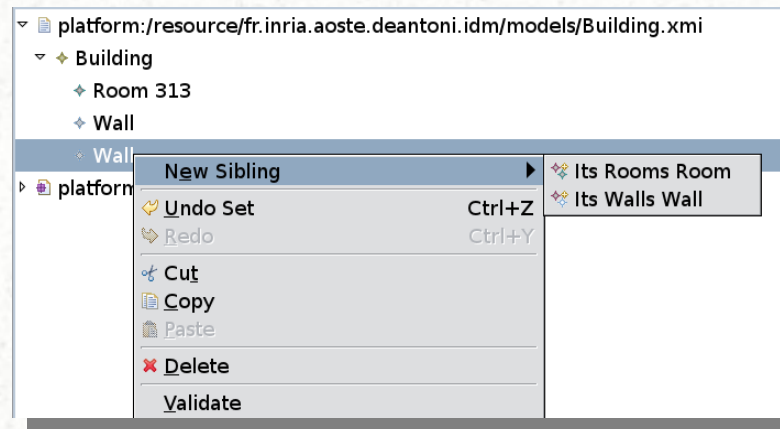 platform:/resource/fr.inria.aoste.deantoni.idm/models/Building.xmi
Building
Room 313
Wall
Wall
platform
New Sibling
Its Rooms Room
Its Walls Wall
Undo Set Ctrl+Z
Redo Ctrl+Y
Cut
Copy
Paste
Delete
Validate